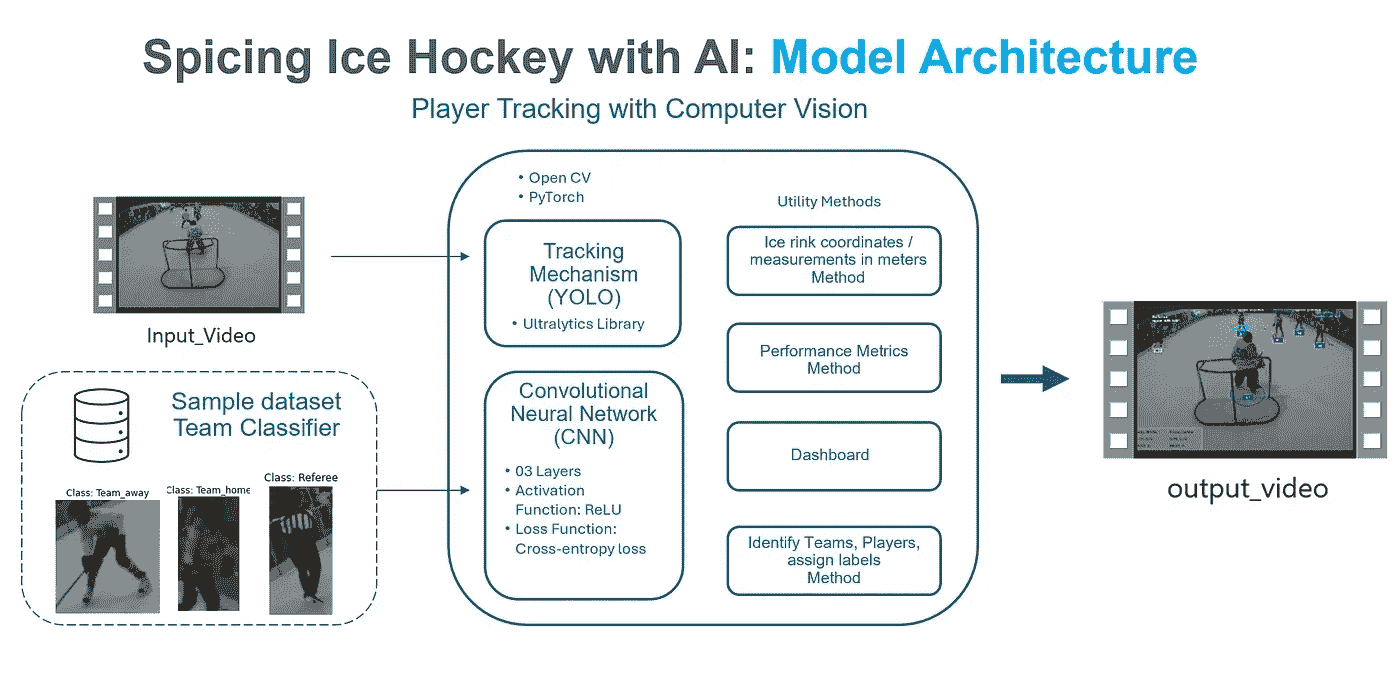 Spicing Ice Hockey with AI: Model Architecture
Player Tracking with Computer Vision
Input_Video
Sample dataset
Team Classifier
Class: Team_away
Class: Team_home
Class: Referee
• Open CV
• PyTorch
Tracking
Mechanism
(YOLO)
• Ultralytics Library
Convolutional
Neural Network
(CNN)
• 03 Layers
• Activation
Function: ReLU
• Loss Function:
Cross-entropy loss
Utility Methods
Ice rink coordinates /
measurements in meters
Method
Performance Metrics
Method
Dashboard
Identify Teams, Players,
assign labels
Method
output_video